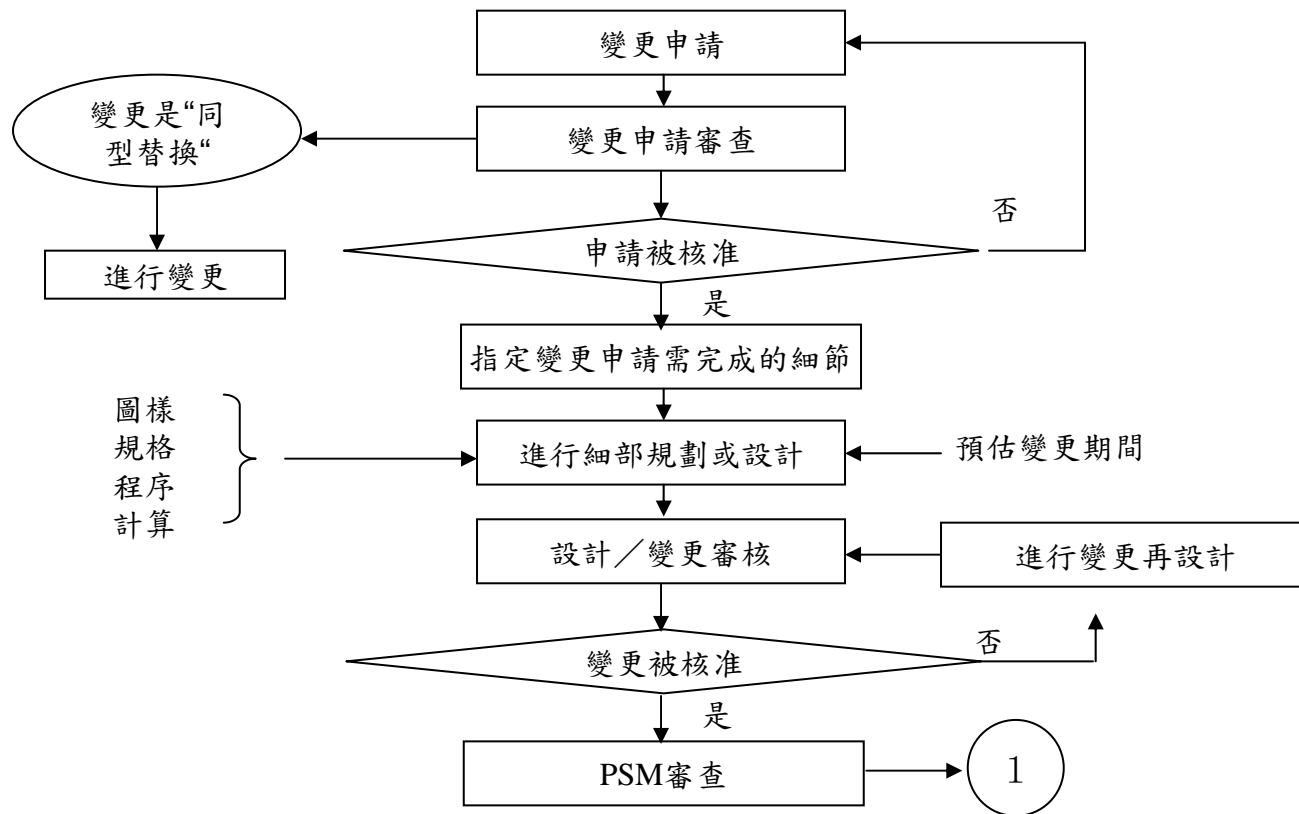 變更申請
變更是“同
型替換“
變更申請審查
否
申請被核准
進行變更
是
指定變更申請需完成的細節
圖樣
規格
程序
計算
進行細部規劃或設計
預估變更期間
設計／變更審核
進行變更再設計
變更被核准
否
是
PSM審查
1